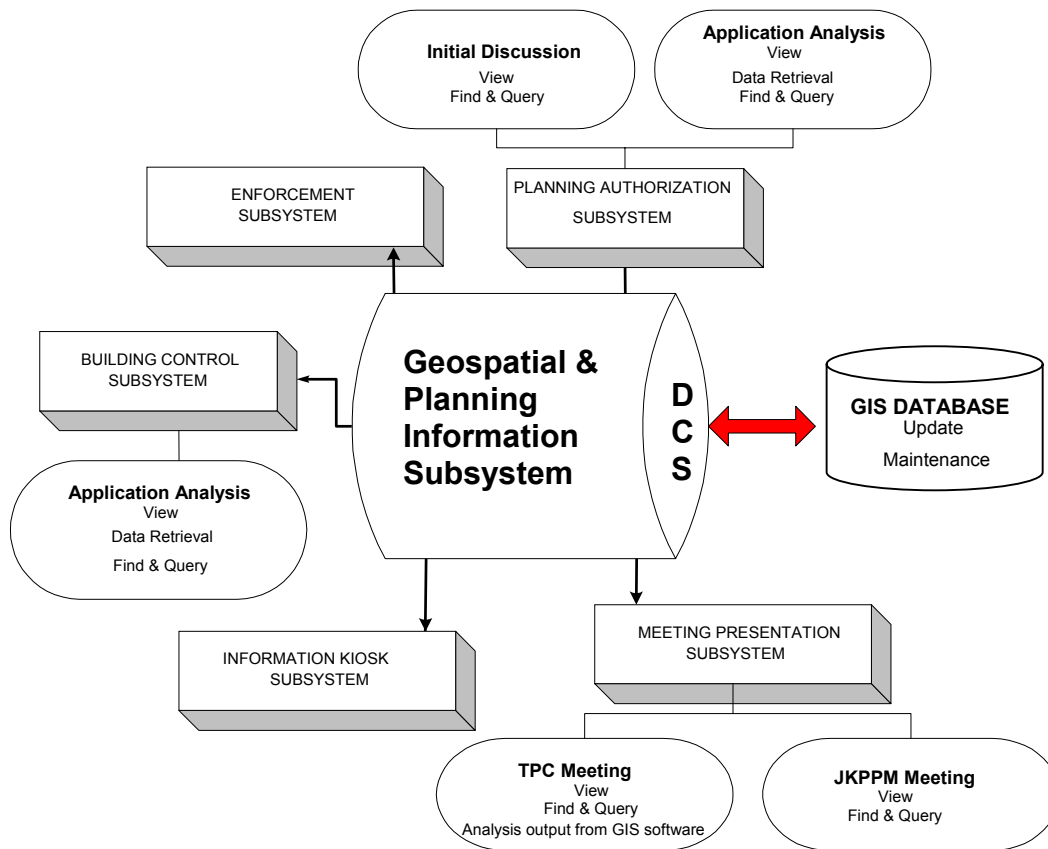 Initial Discussion
View
Find & Query
Application Analysis
View
Data Retrieval
Find & Query
ENFORCEMENT
SUBSYSTEM
PLANNING AUTHORIZATION
SUBSYSTEM
BUILDING CONTROL
SUBSYSTEM
Geospatial &
Planning
Information
Subsystem
D
C
S
GIS DATABASE
Update
Maintenance
Application Analysis
View
Data Retrieval
Find & Query
INFORMATION KIOSK
SUBSYSTEM
MEETING PRESENTATION
SUBSYSTEM
TPC Meeting
View
Find & Query
Analysis output from GIS software
JKPPM Meeting
View
Find & Query